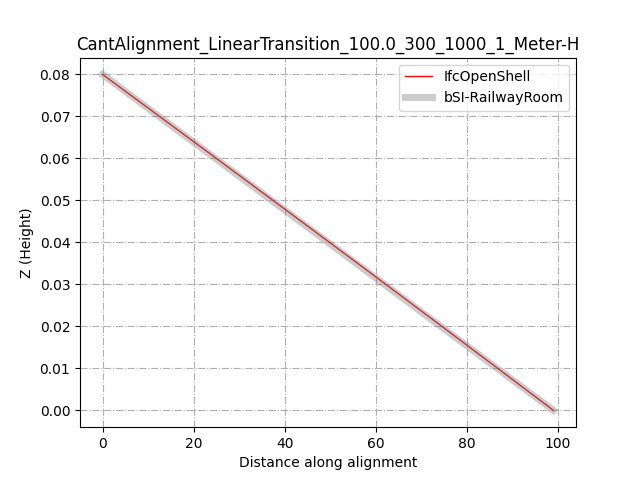 CantAlignment_LinearTransition_100.0_300_1000_1_Meter-H
IfcOpenShell
bSI-RailwayRoom
0.08
0.07
0.06
0.05
0.04
0.03
0.02
0.01
0.00
Z (Height)
0 20 40 60 80 100
Distance along alignment